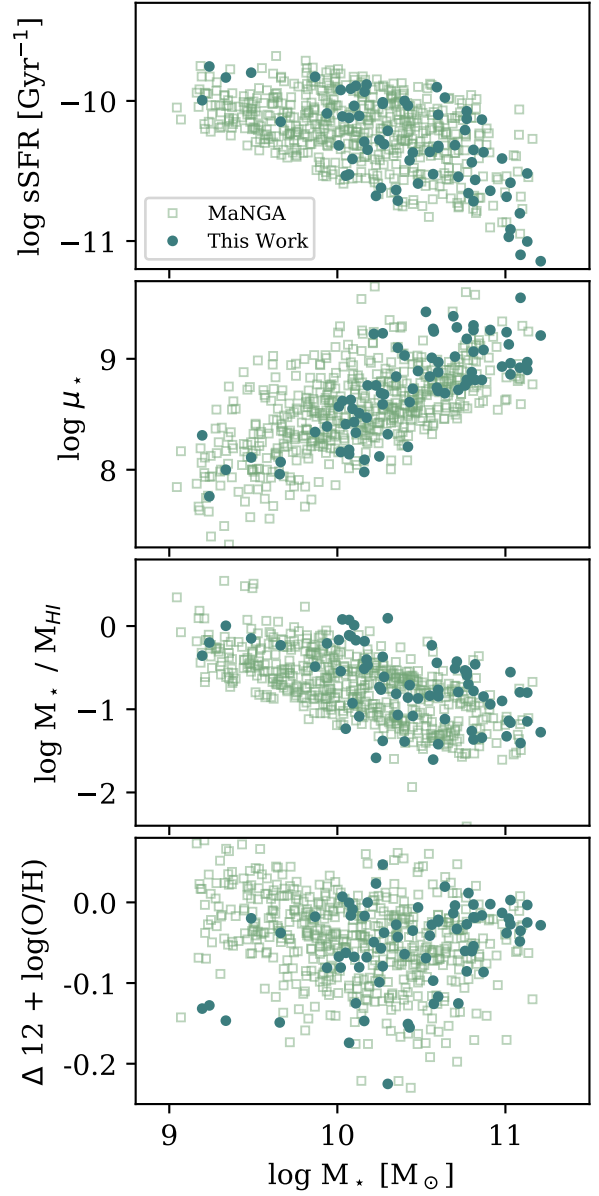 log sSFR [Gyr⁻¹]
−10
−11
MaNGA
This Work
log μ⋆
9
8
log M⋆ / M_HI
0
−1
−2
Δ 12 + log(O/H)
0.0
-0.1
-0.2
9
10
11
log M⋆ [M⊙]